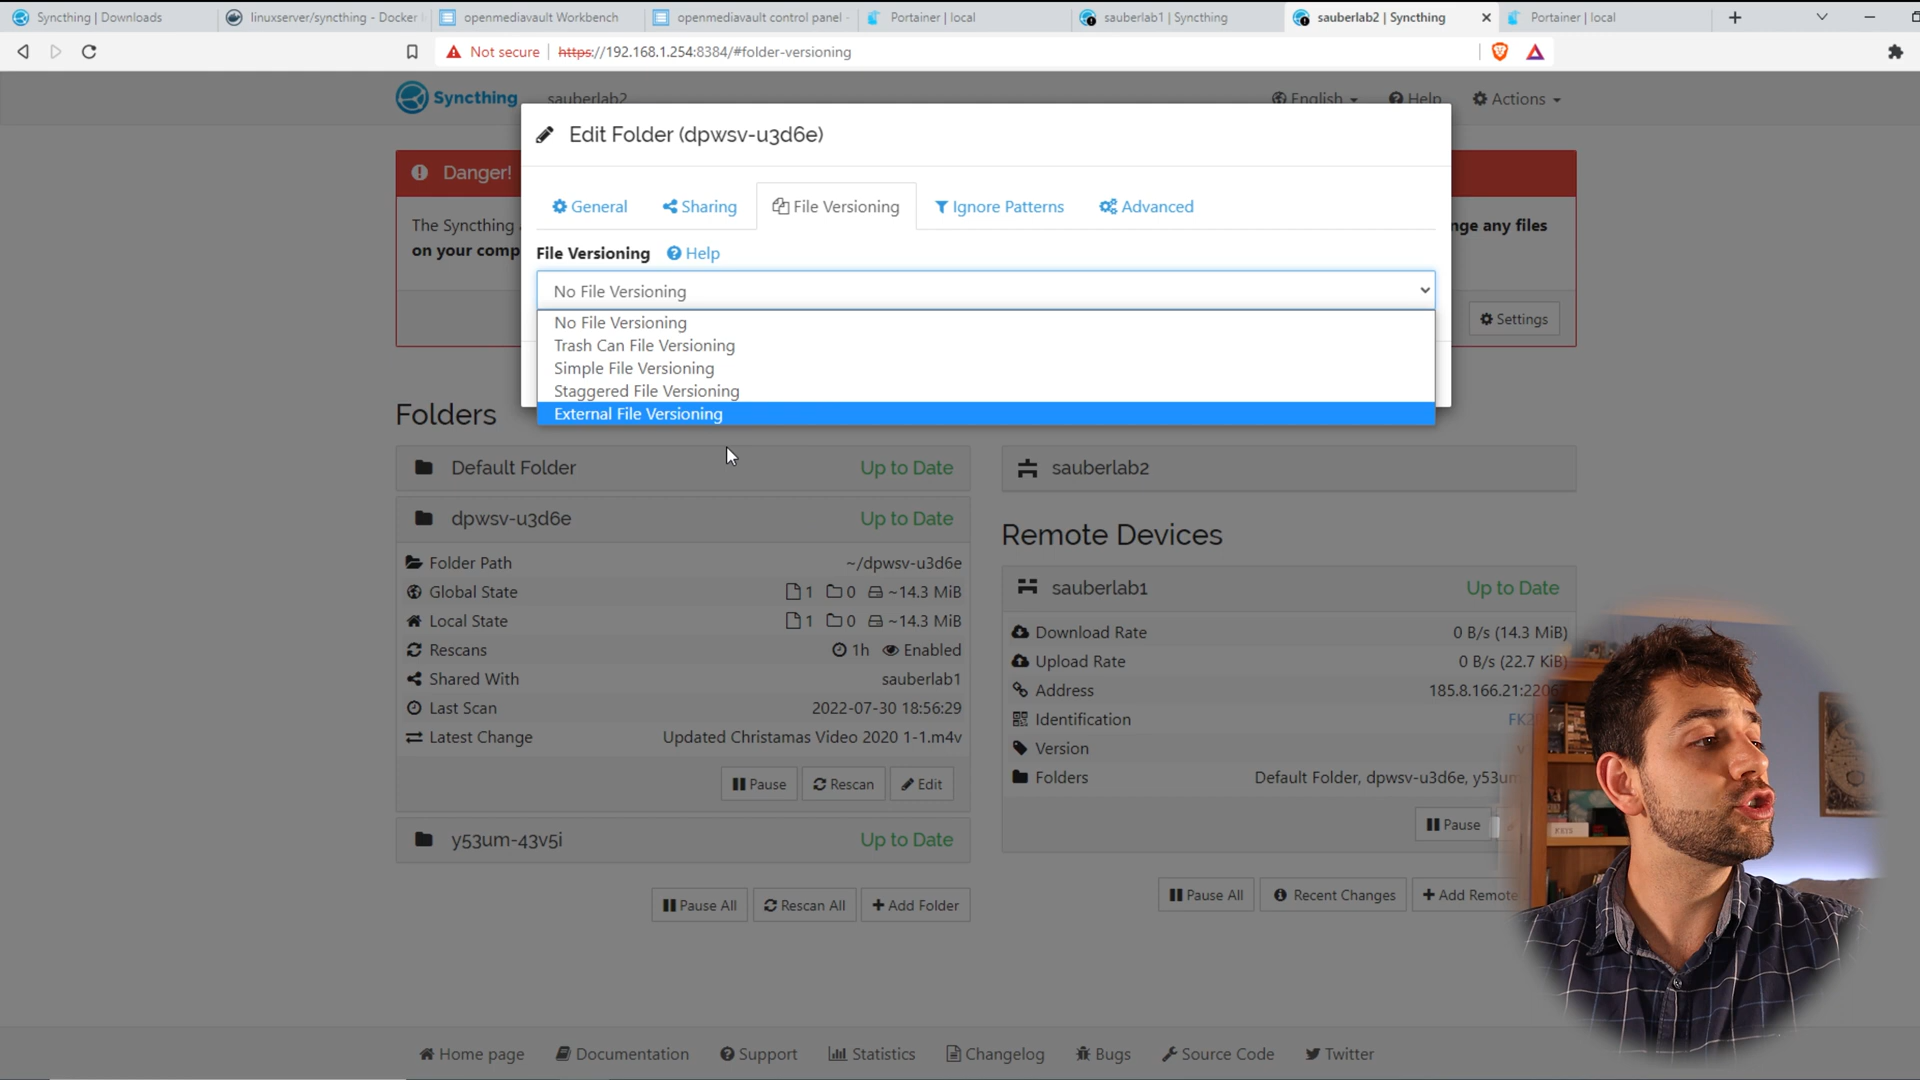 Syncthing | Downloads
linuxserver/syncthing - Docker
openmediavault Workbench
openmediavault control panel -
Portainer | local
sauberlab1 | Syncthing
sauberlab2 | Syncthing
Portainer | local
Not secure
https://192.168.1.254:8384/#folder-versioning
Syncthing
sauberlab2
English
Help
Actions
Edit Folder (dpwsv-u3d6e)
Danger!
General
Sharing
File Versioning
Ignore Patterns
Advanced
The Syncthing
nge any files
on your comp
File Versioning
Help
No File Versioning
No File Versioning
Trash Can File Versioning
Simple File Versioning
Staggered File Versioning
External File Versioning
Settings
Folders
Default Folder
Up to Date
dpwsv-u3d6e
Up to Date
Folder Path
~/dpwsv-u3d6e
Global State
1 0 ~14.3 MiB
Local State
1 0 ~14.3 MiB
Rescans
1h Enabled
Shared With
sauberlab1
Last Scan
2022-07-30 18:56:29
Latest Change
Updated Christamas Video 2020 1-1.m4v
Pause
Rescan
Edit
y53um-43v5i
Up to Date
Pause All
Rescan All
Add Folder
sauberlab2
Remote Devices
sauberlab1
Up to Date
Download Rate
0 B/s (14.3 MiB)
Upload Rate
0 B/s (22.7 KiB)
Address
185.8.166.21:220
Identification
Version
Folders
Default Folder, dpwsv-u3d6e, y53um
Pause
Pause All
Recent Changes
Add Remote
Home page
Documentation
Support
Statistics
Changelog
Bugs
Source Code
Twitter